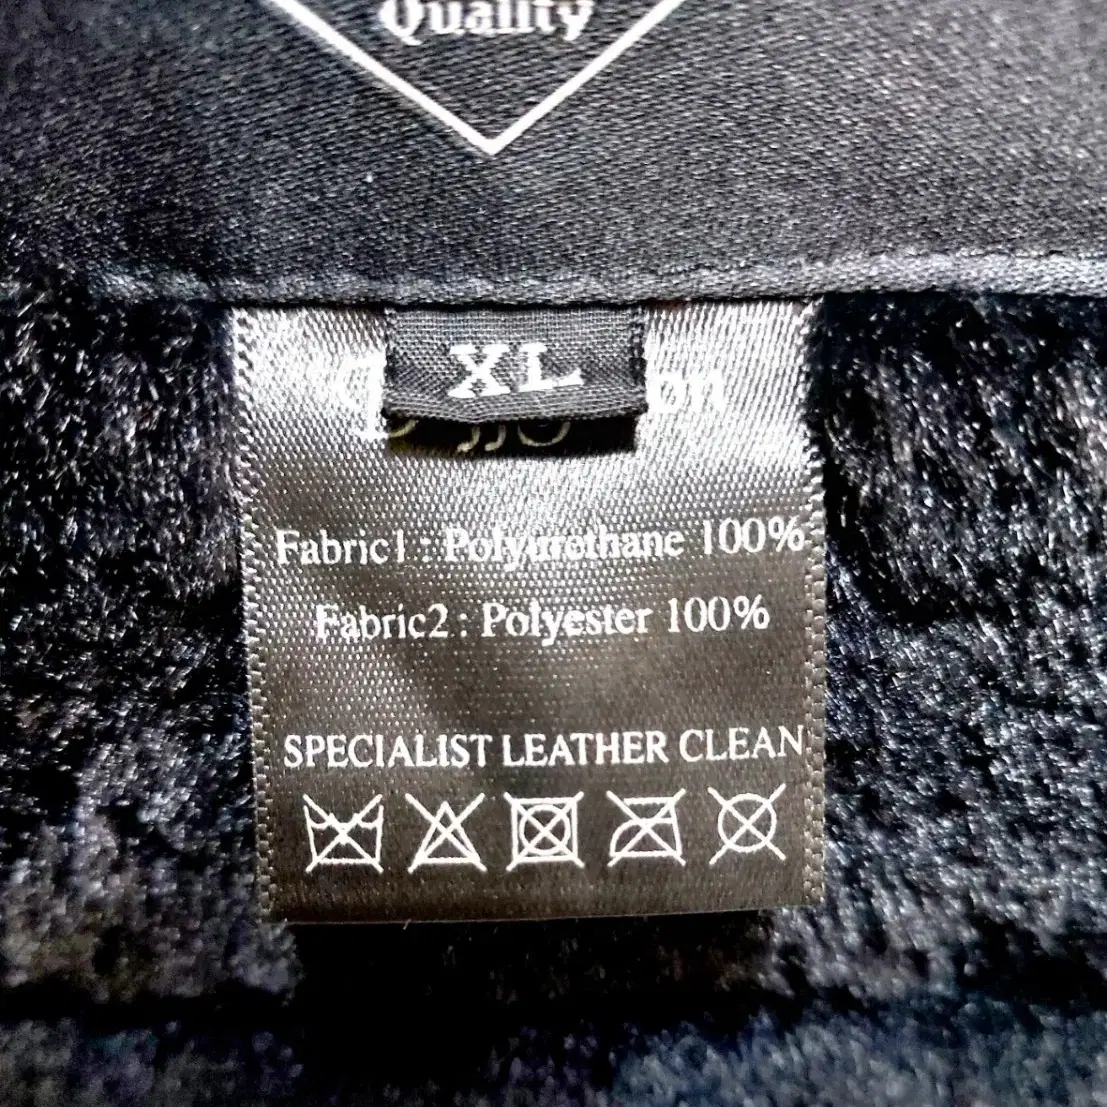 Quality
XL
Fabric1 : Polyurethane 100%
Fabric2 : Polyester 100%
SPECIALIST LEATHER CLEAN